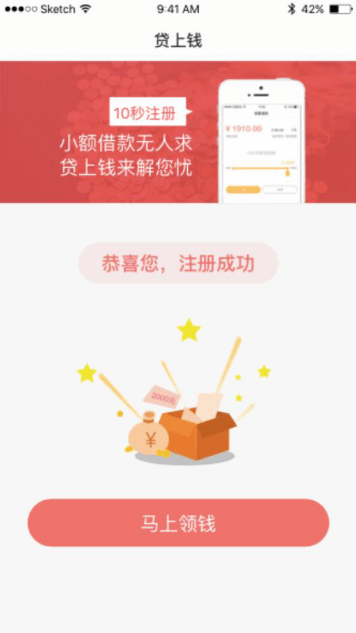 Sketch 9:41 AM 42%
贷上钱
10秒注册
小额借款无人求
贷上钱来解您忧
¥ 1910.00
恭喜您，注册成功
2000元
¥
马上领钱